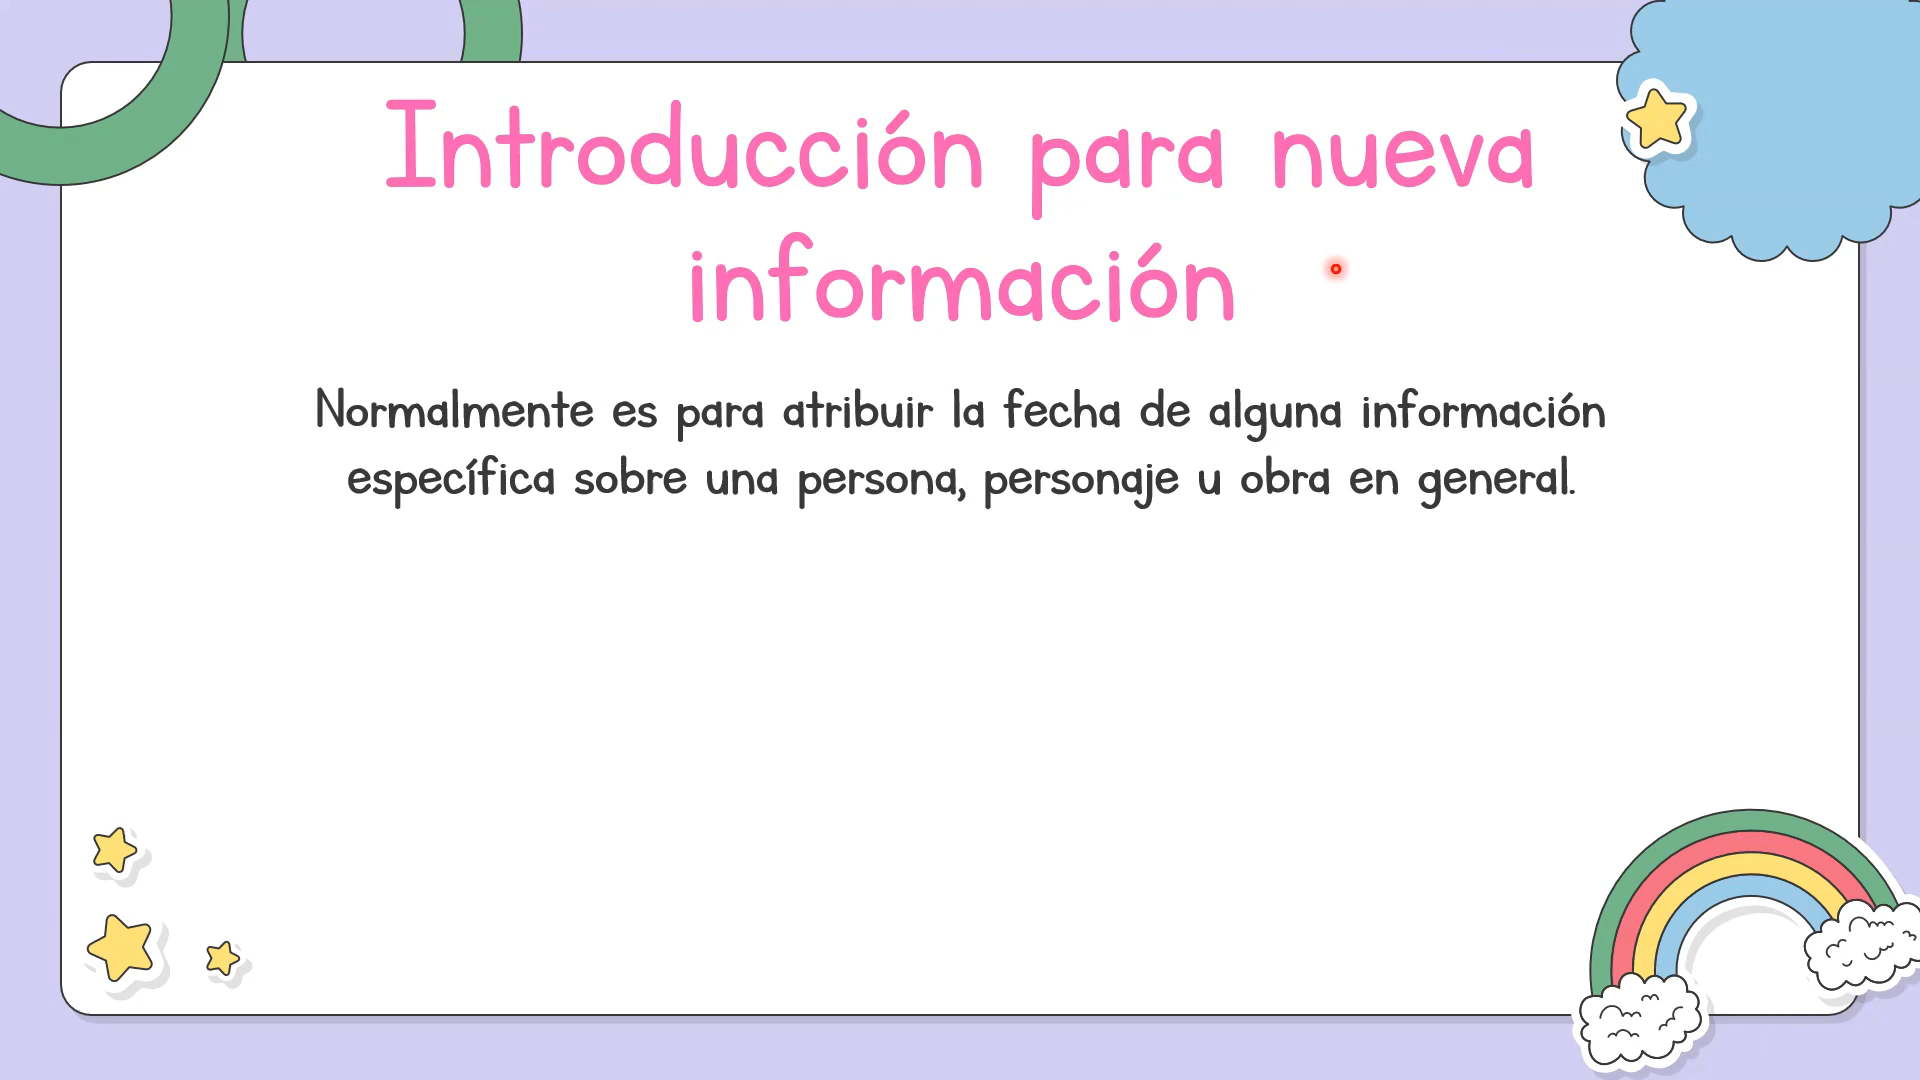 Introducción para nueva
información
Normalmente es para atribuir la fecha de alguna información
específica sobre una persona, personaje u obra en general.